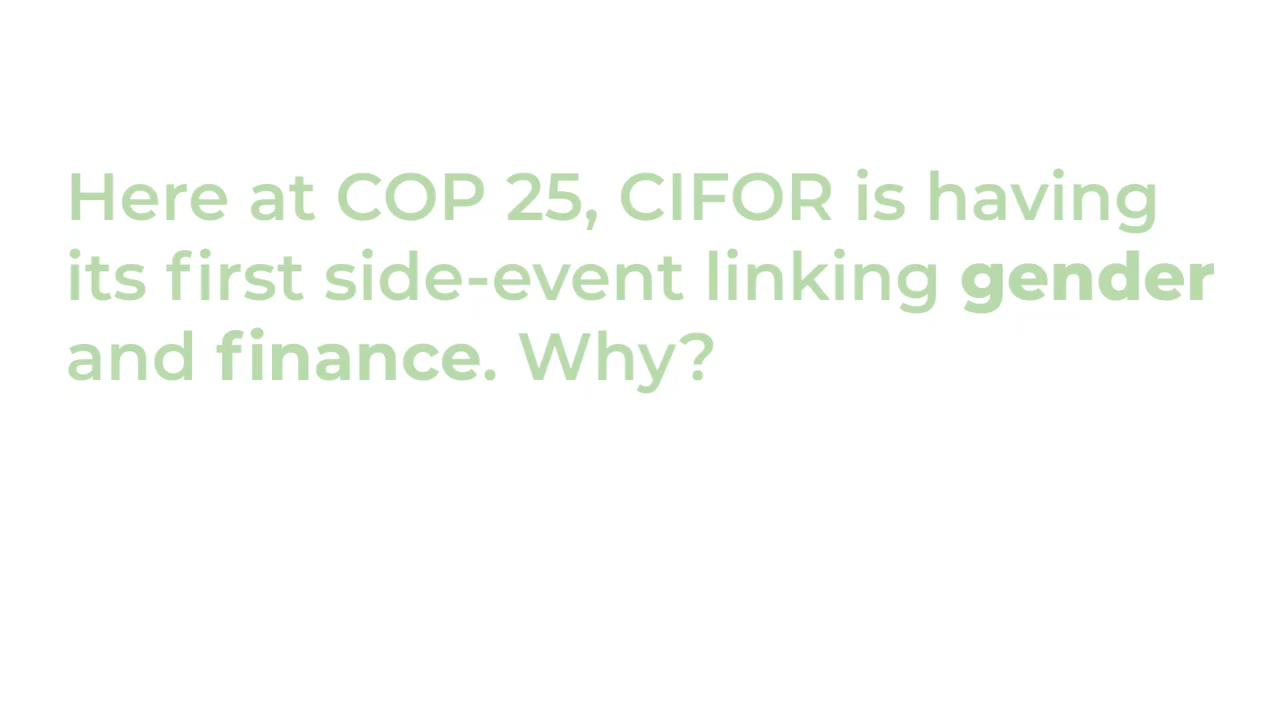 Here at COP 25, CIFOR is having
its first side-event linking gender
and finance. Why?